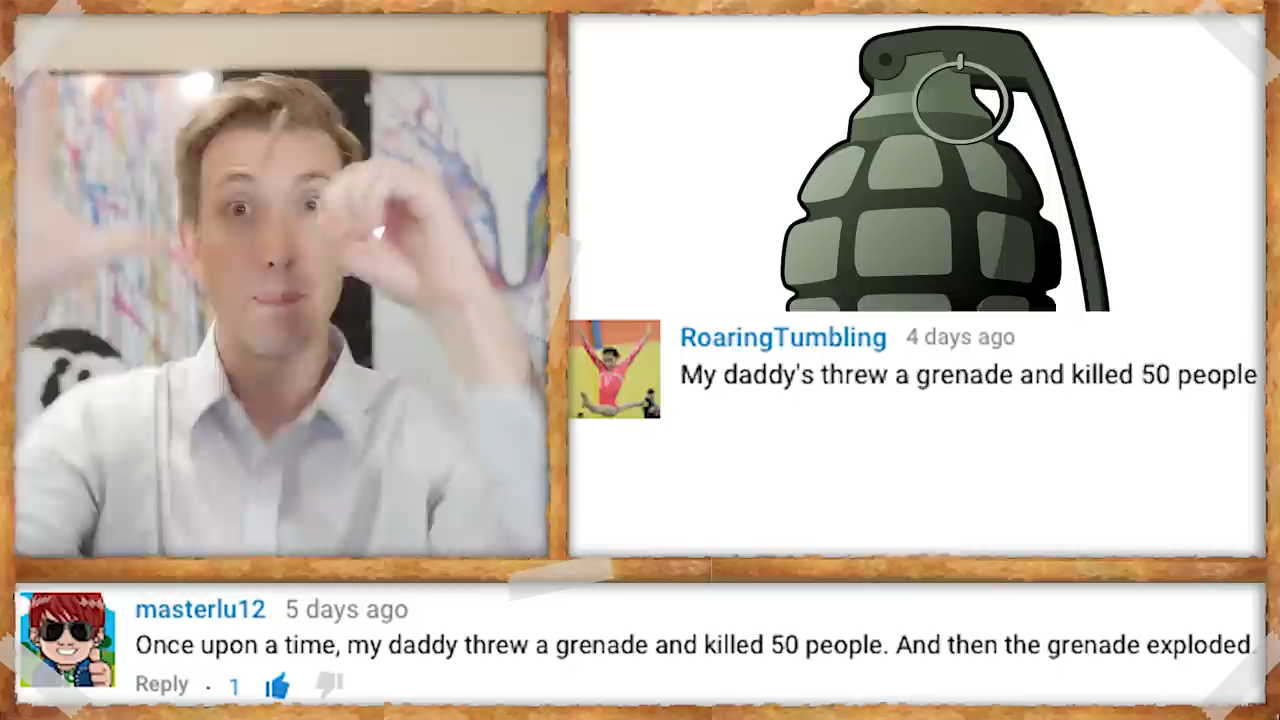 RoaringTumbling 4 days ago
My daddy's threw a grenade and killed 50 people
masterlu12 5 days ago
Once upon a time, my daddy threw a grenade and killed 50 people. And then the grenade exploded.
Reply . 1